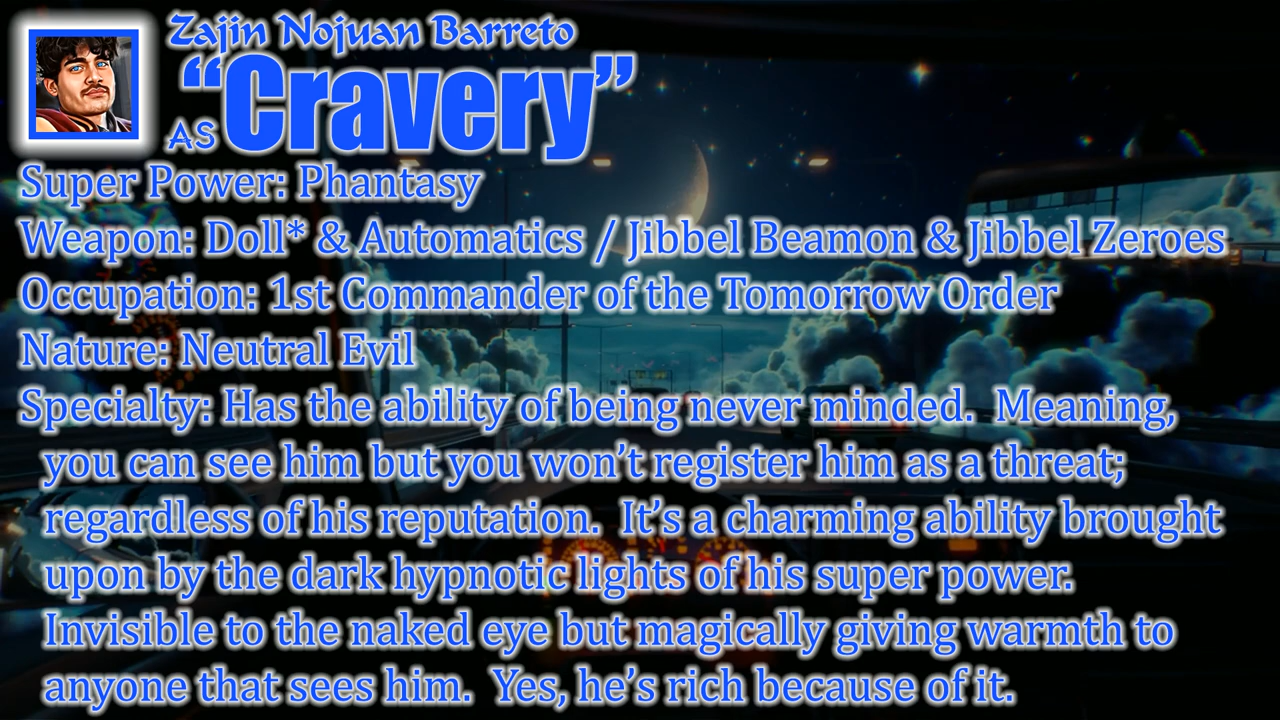 Zajin Nojuan Barreto
AS “Cravery”
Super Power: Phantasy
Weapon: Doll* & Automatics / Jibbel Beamon & Jibbel Zeroes
Occupation: 1st Commander of the Tomorrow Order
Nature: Neutral Evil
Specialty: Has the ability of being never minded.  Meaning,
you can see him but you won’t register him as a threat;
regardless of his reputation.  It’s a charming ability brought
upon by the dark hypnotic lights of his super power.
Invisible to the naked eye but magically giving warmth to
anyone that sees him.  Yes, he’s rich because of it.